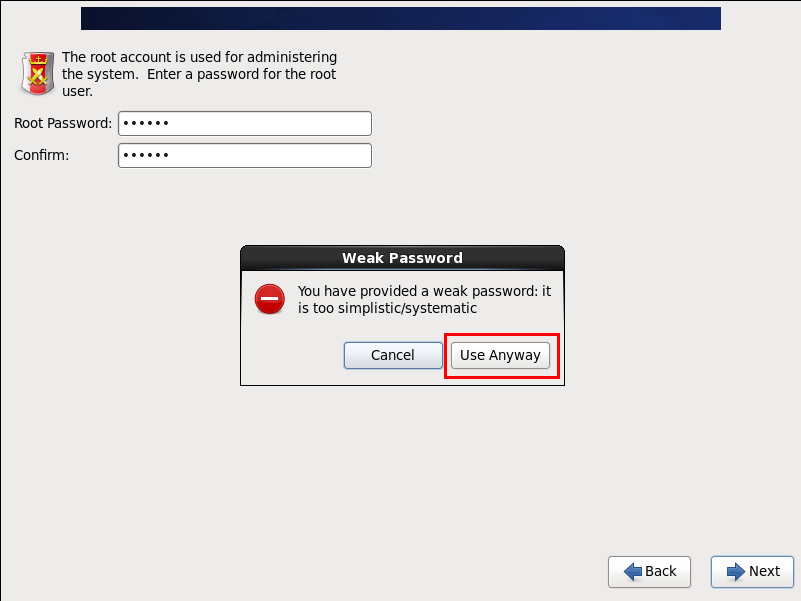 The root account is used for administering
the system.  Enter a password for the root
user.
Root Password: ••••••
Confirm: ••••••
Weak Password
You have provided a weak password: it
is too simplistic/systematic
Cancel Use Anyway
Back Next